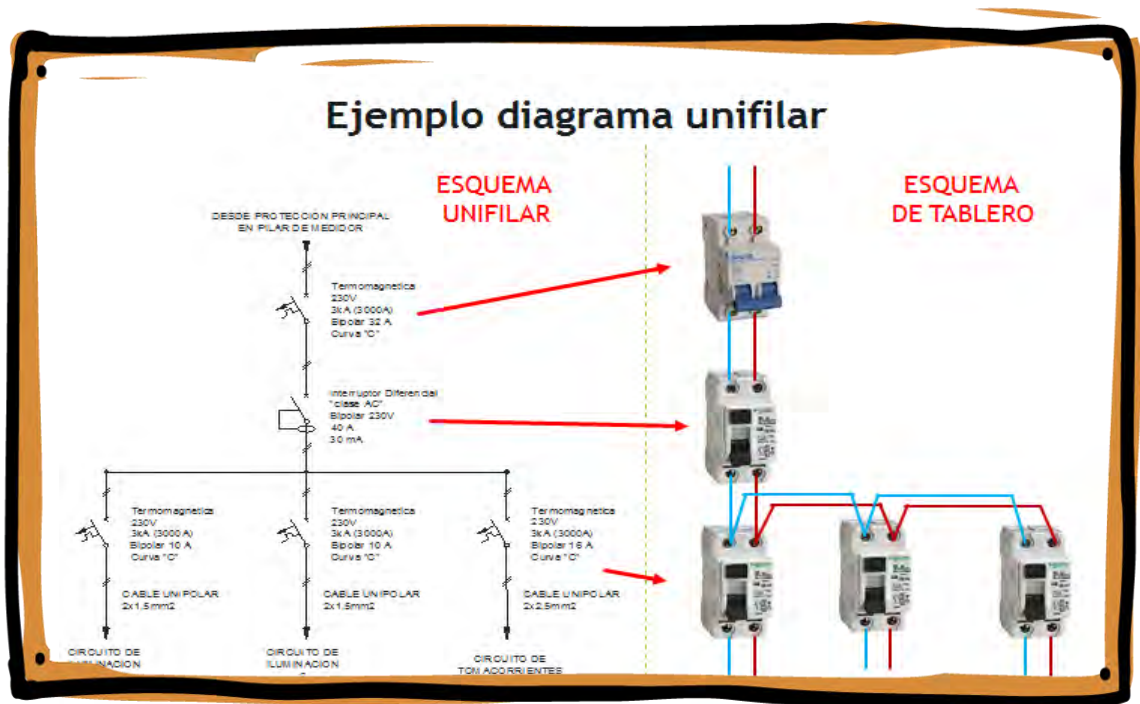 Ejemplo diagrama unifilar
ESQUEMA
UNIFILAR
ESQUEMA
DE TABLERO
DESDE PROTECCION PRINCIPAL
EN PILAR DE MEDIDOR
Termomagnetica
230V
3kA (3000A)
Bipolar 32 A
Curva "C"
Interruptor Diferencial
"clase AC"
Bipolar 230V
40 A
30 mA
Termomagnetica
230V
3kA (3000A)
Bipolar 10 A
Curva "C"
Termomagnetica
230V
3kA (3000A)
Bipolar 10 A
Curva "C"
Termomagnetica
230V
3kA (3000A)
Bipolar 16 A
Curva "C"
CABLE UNIPOLAR
2x1.5mm2
CABLE UNIPOLAR
2x1.5mm2
CABLE UNIPOLAR
2x2.5mm2
CIRCUITO DE
CIRCUITO DE
ILUMINACION
CIRCUITO DE
TOMACORRIENTES